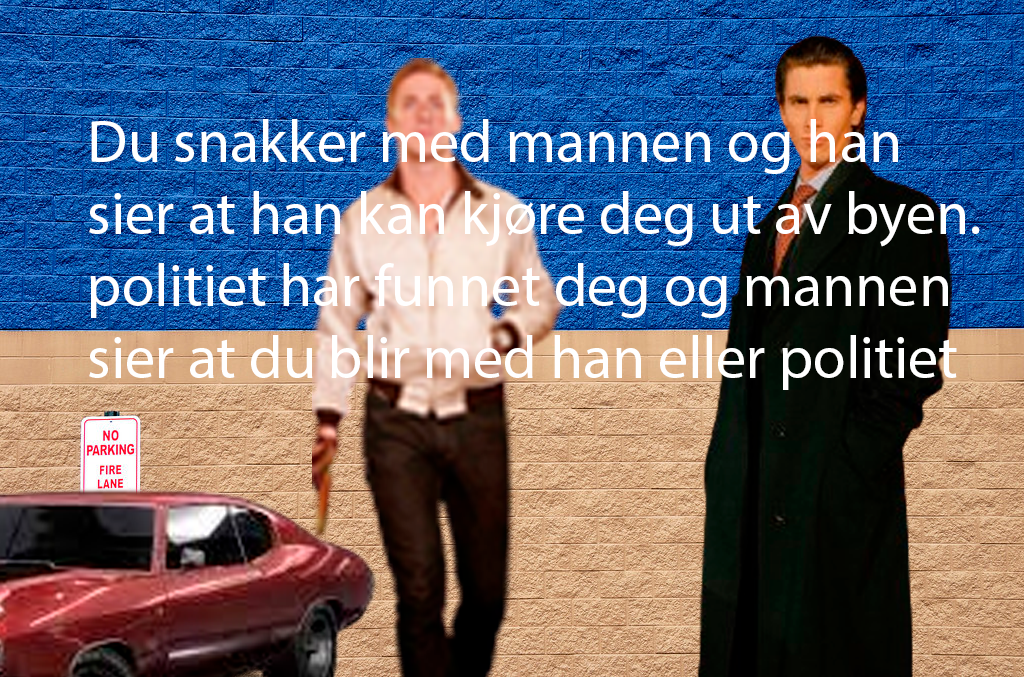 Du snakker med mannen og han
sier at han kan kjøre deg ut av byen.
politiet har funnet deg og mannen
sier at du blir med han eller politiet
NO
PARKING
FIRE
LANE